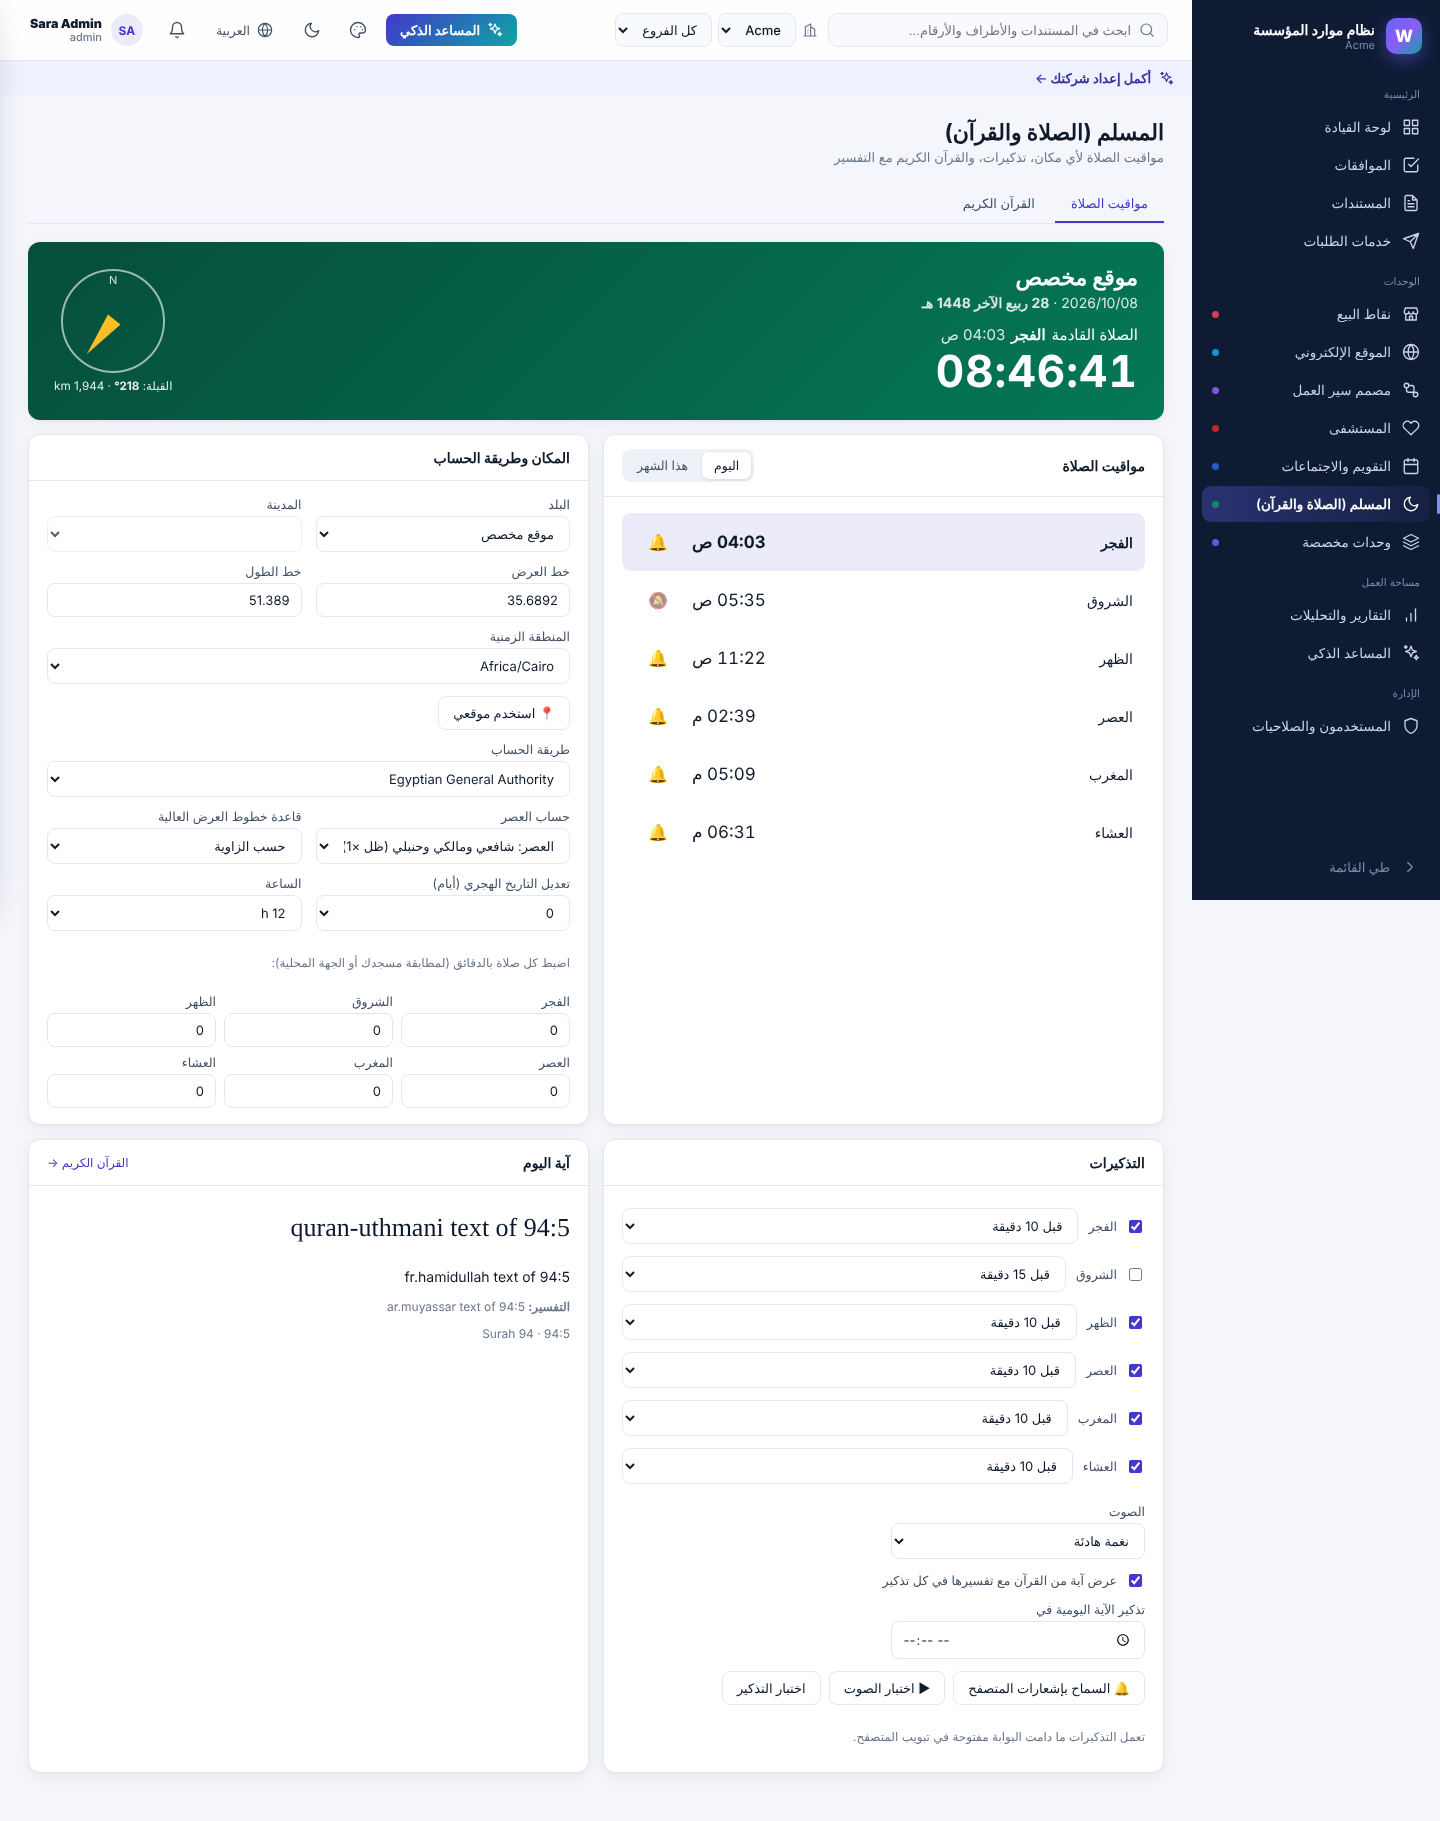 W
نظام موارد المؤسسة
Acme
الرئيسية
لوحة القيادة
الموافقات
المستندات
خدمات الطلبات
الوحدات
نقاط البيع
الموقع الإلكتروني
مصمم سير العمل
المستشفى
التقويم والاجتماعات
المسلم (الصلاة والقرآن)
وحدات مخصصة
مساحة العمل
التقارير والتحليلات
المساعد الذكي
الإدارة
المستخدمون والصلاحيات
طي القائمة
ابحث في المستندات والأطراف والأرقام...
Acme
كل الفروع
المساعد الذكي
العربية
SA
Sara Admin
admin
أكمل إعداد شركتك ←
المسلم (الصلاة والقرآن)
مواقيت الصلاة لأي مكان، تذكيرات، والقرآن الكريم مع التفسير
مواقيت الصلاة
القرآن الكريم
موقع مخصص
2026/10/08 · 28 ربيع الآخر 1448 هـ
الصلاة القادمة الفجر 04:03 ص
08:46:41
N
القبلة: 218° · 1,944 km
مواقيت الصلاة
اليوم
هذا الشهر
الفجر 04:03 ص
الشروق 05:35 ص
الظهر 11:22 ص
العصر 02:39 م
المغرب 05:09 م
العشاء 06:31 م
المكان وطريقة الحساب
البلد
المدينة
موقع مخصص
خط العرض
خط الطول
35.6892
51.389
المنطقة الزمنية
Africa/Cairo
📍 استخدم موقعي
طريقة الحساب
Egyptian General Authority
حساب العصر
قاعدة خطوط العرض العالية
العصر: شافعي ومالكي وحنبلي (ظل ×1)
حسب الزاوية
تعديل التاريخ الهجري (أيام)
الساعة
0
12 h
اضبط كل صلاة بالدقائق (لمطابقة مسجدك أو الجهة المحلية):
الفجر
الشروق
الظهر
0
0
0
العصر
المغرب
العشاء
0
0
0
التذكيرات
الفجر
قبل 10 دقيقة
الشروق
قبل 15 دقيقة
الظهر
قبل 10 دقيقة
العصر
قبل 10 دقيقة
المغرب
قبل 10 دقيقة
العشاء
قبل 10 دقيقة
الصوت
نغمة هادئة
عرض آية من القرآن مع تفسيرها في كل تذكير
تذكير الآية اليومية في
--:-- --
🔔 السماح بإشعارات المتصفح
▶ اختبار الصوت
اختبار التذكير
تعمل التذكيرات ما دامت البوابة مفتوحة في تبويب المتصفح.
آية اليوم
القرآن الكريم →
quran-uthmani text of 94:5
fr.hamidullah text of 94:5
التفسير: ar.muyassar text of 94:5
Surah 94 · 94:5